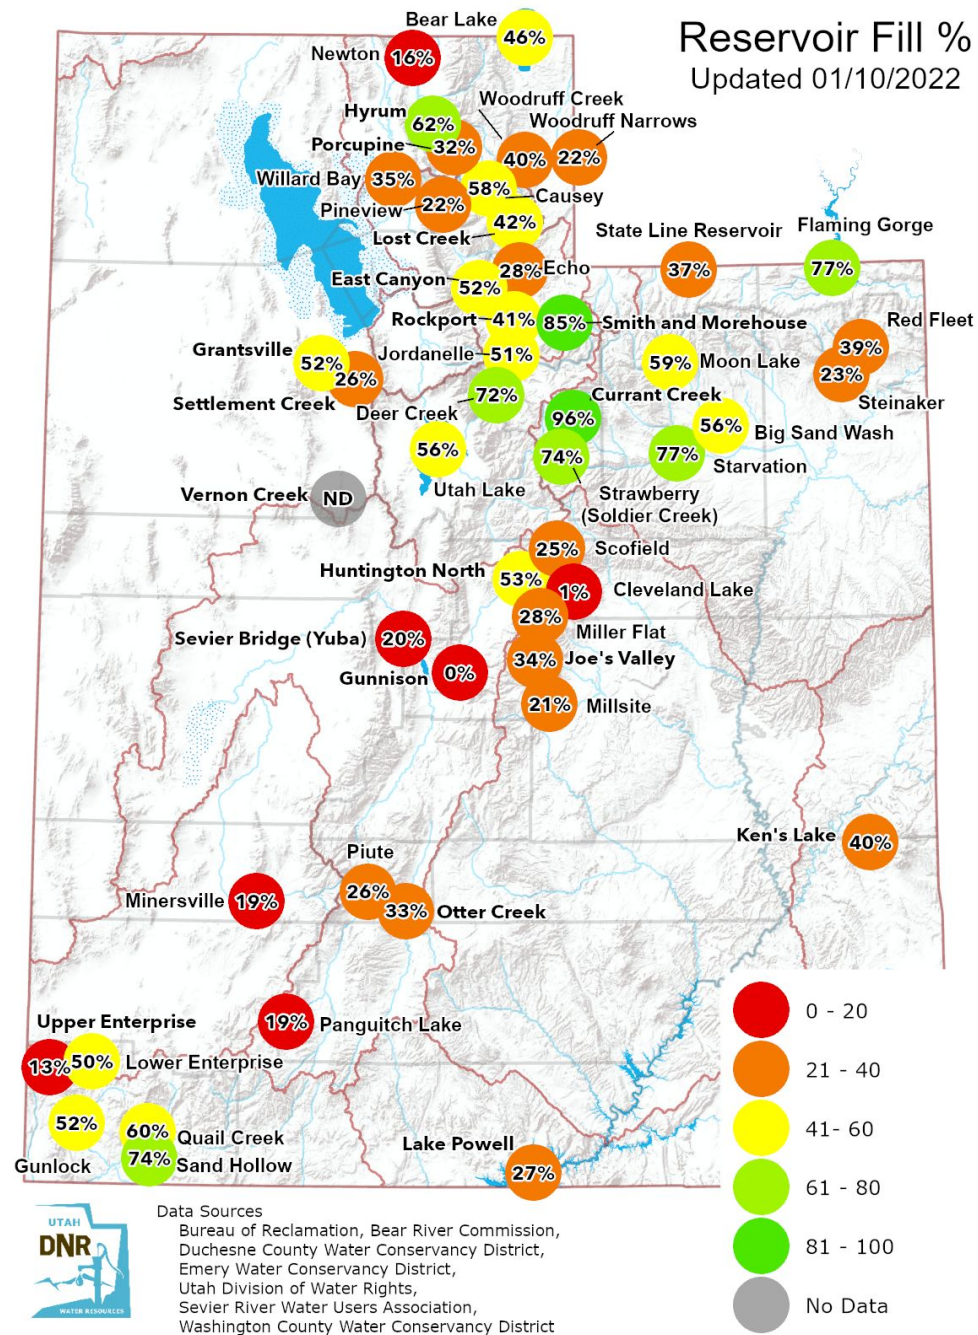 Reservoir Fill %
Updated 01/10/2022
Bear Lake
46%
Newton
16%
Woodruff Creek
Woodruff Narrows
Hyrum
62%
Porcupine
32%
40%
22%
Willard Bay
35%
58%
Causey
Pineview
22%
42%
Lost Creek
State Line Reservoir
37%
Flaming Gorge
77%
28%
Echo
East Canyon
52%
Rockport
41%
85%
Smith and Morehouse
Red Fleet
39%
Grantsville
52%
Jordanelle
51%
59%
Moon Lake
26%
Settlement Creek
23%
Steinaker
72%
Deer Creek
Currant Creek
96%
56%
Big Sand Wash
56%
Utah Lake
74%
Strawberry
(Soldier Creek)
77%
Starvation
Vernon Creek
ND
25%
Scofield
Huntington North
53%
1%
Cleveland Lake
28%
Miller Flat
Sevier Bridge (Yuba)
20%
34%
Joe's Valley
Gunnison
0%
21%
Millsite
Ken's Lake
40%
Piute
26%
Minersville
19%
33%
Otter Creek
19%
Panguitch Lake
Upper Enterprise
13%
50%
Lower Enterprise
52%
Gunlock
60%
Quail Creek
74%
Sand Hollow
Lake Powell
27%
0 - 20
21 - 40
41- 60
61 - 80
81 - 100
No Data
UTAH
DNR
WATER RESOURCES
Data Sources
Bureau of Reclamation, Bear River Commission,
Duchesne County Water Conservancy District,
Emery Water Conservancy District,
Utah Division of Water Rights,
Sevier River Water Users Association,
Washington County Water Conservancy District